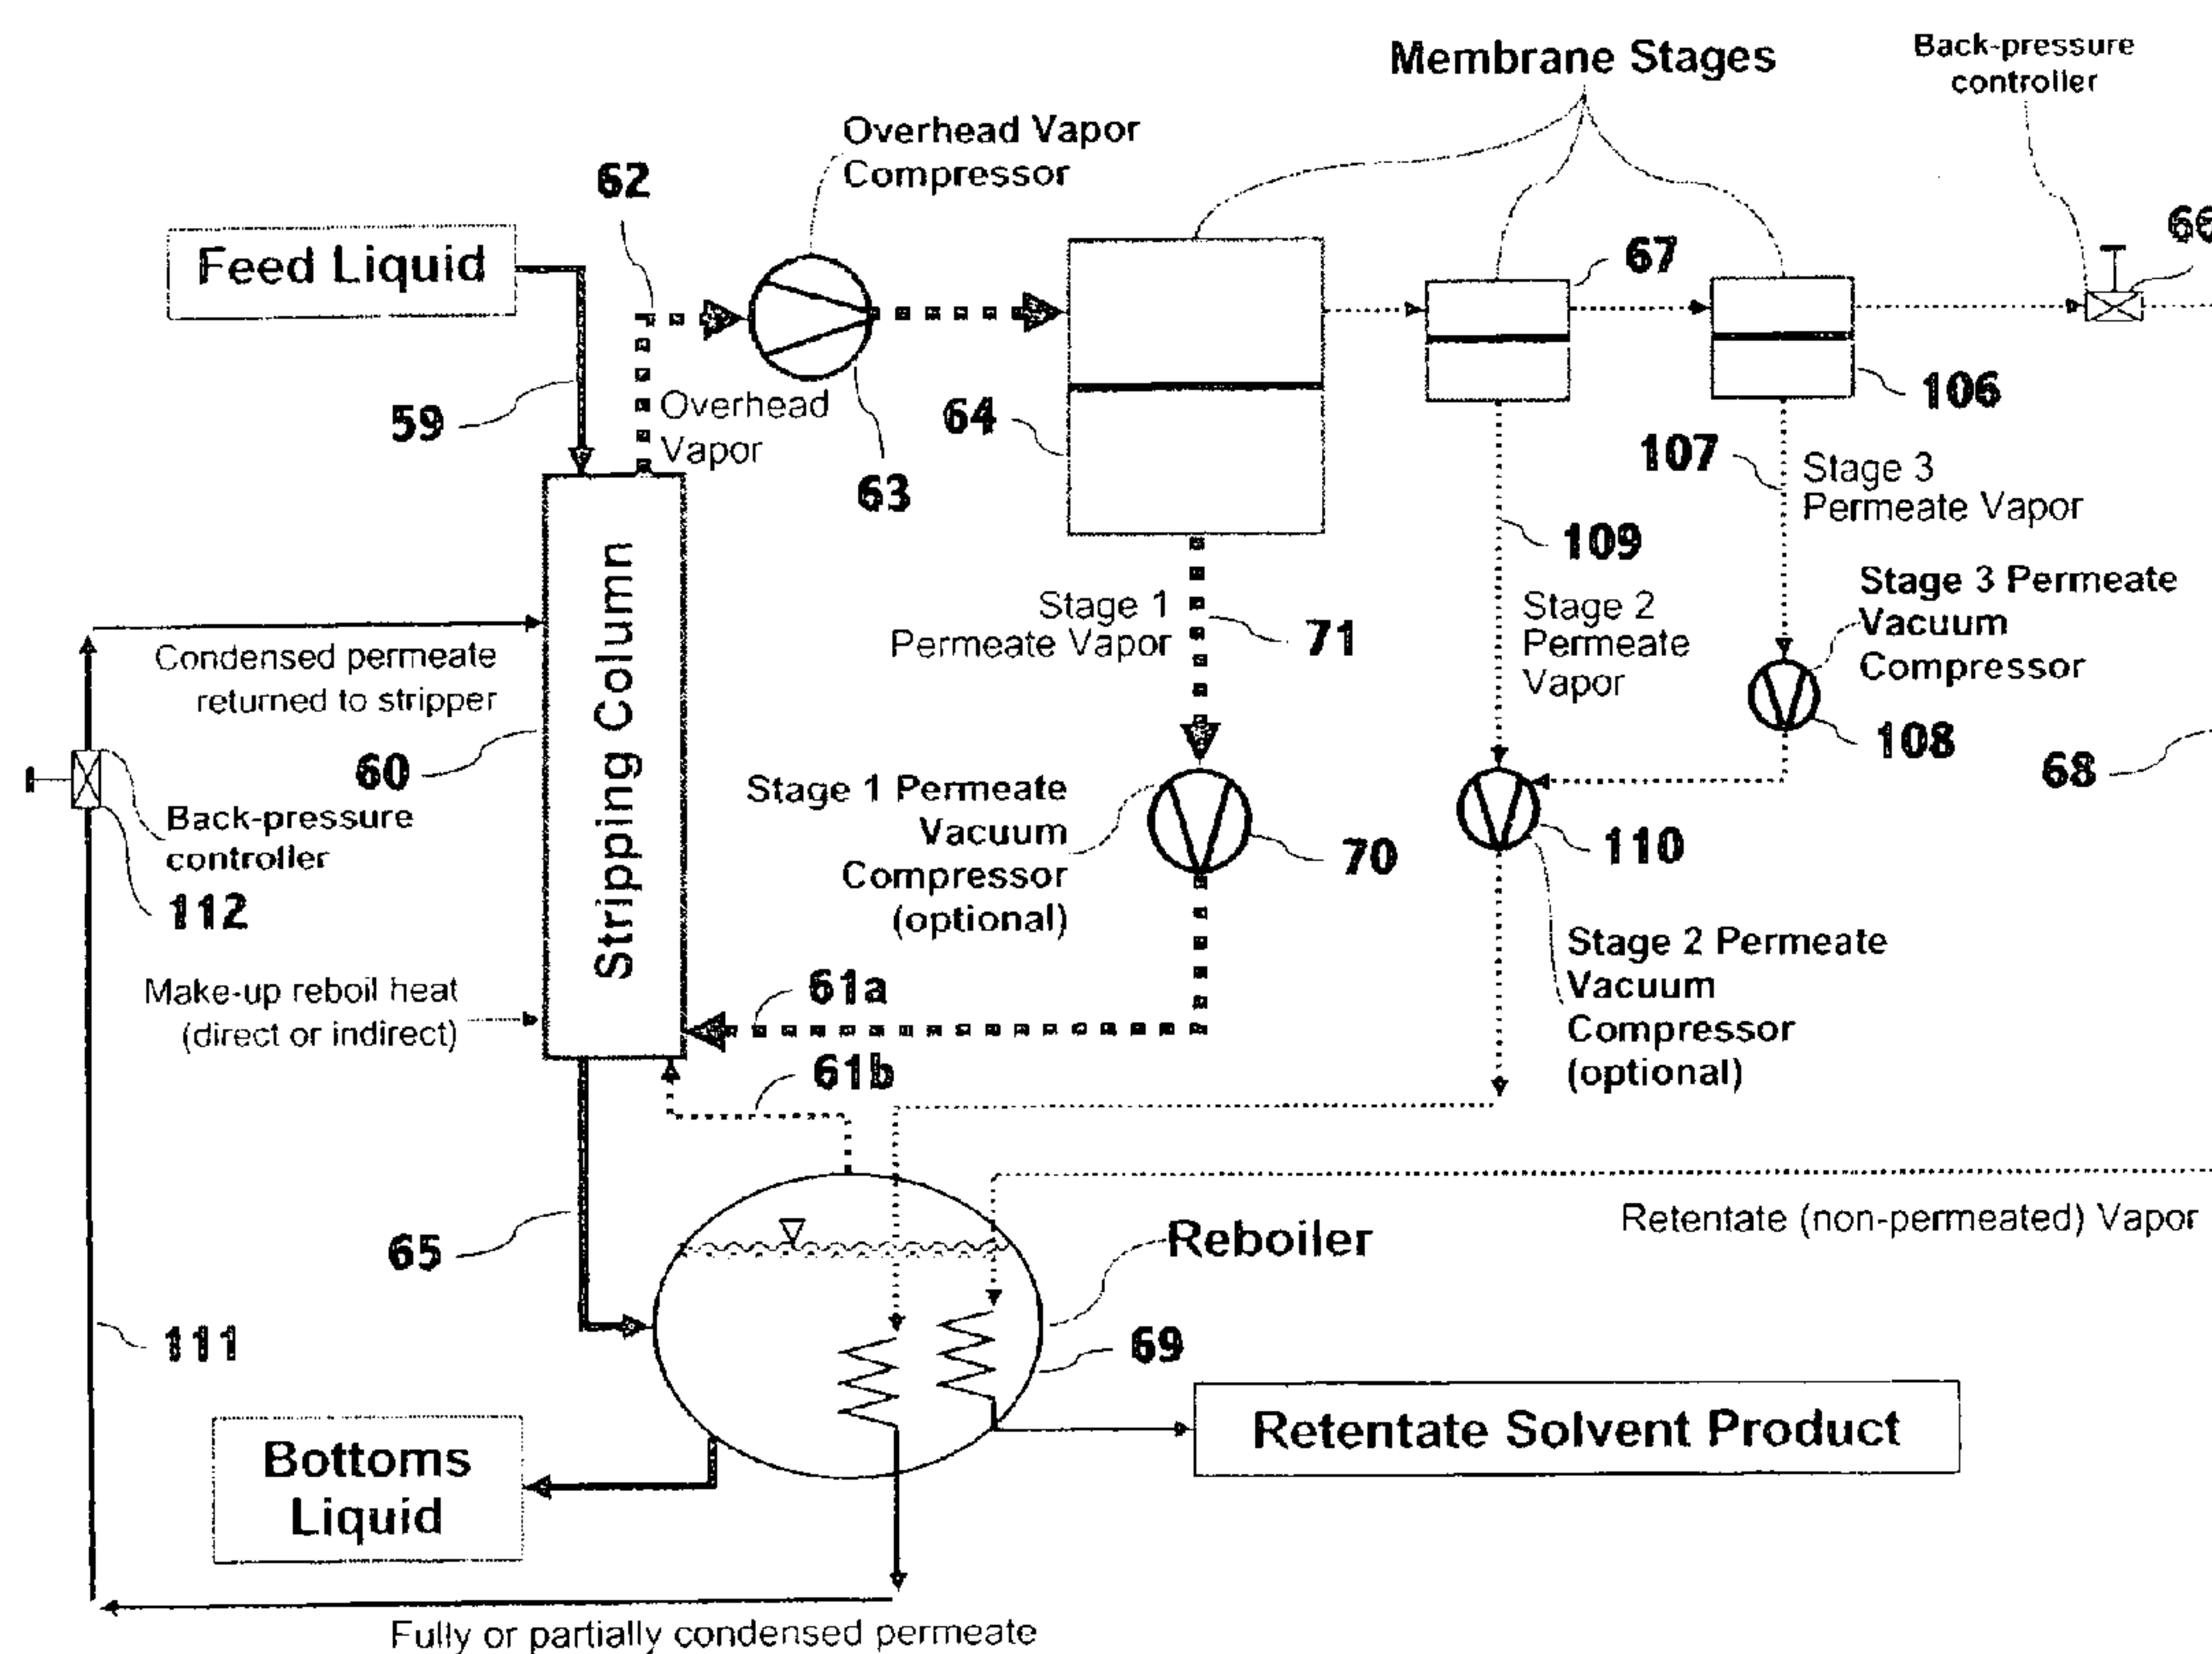 Membrane Stages
Back-pressure
controller
Overhead Vapor
Compressor
62
66
Feed Liquid
67
59
Overhead
Vapor
64
106
63
107
Stage 3
Permeate Vapor
109
Stage 1
Permeate Vapor
71
Stage 2
Permeate
Vapor
Stage 3 Permeate
Vacuum
Compressor
108
68
Condensed permeate
returned to stripper
Stripping Column
60
Back-pressure
controller
112
Stage 1 Permeate
Vacuum
Compressor
(optional)
70
110
Stage 2 Permeate
Vacuum
Compressor
(optional)
Make-up reboil heat
(direct or indirect)
61a
61b
65
Reboiler
Retentate (non-permeated) Vapor
111
69
Retentate Solvent Product
Bottoms
Liquid
Fully or partially condensed permeate